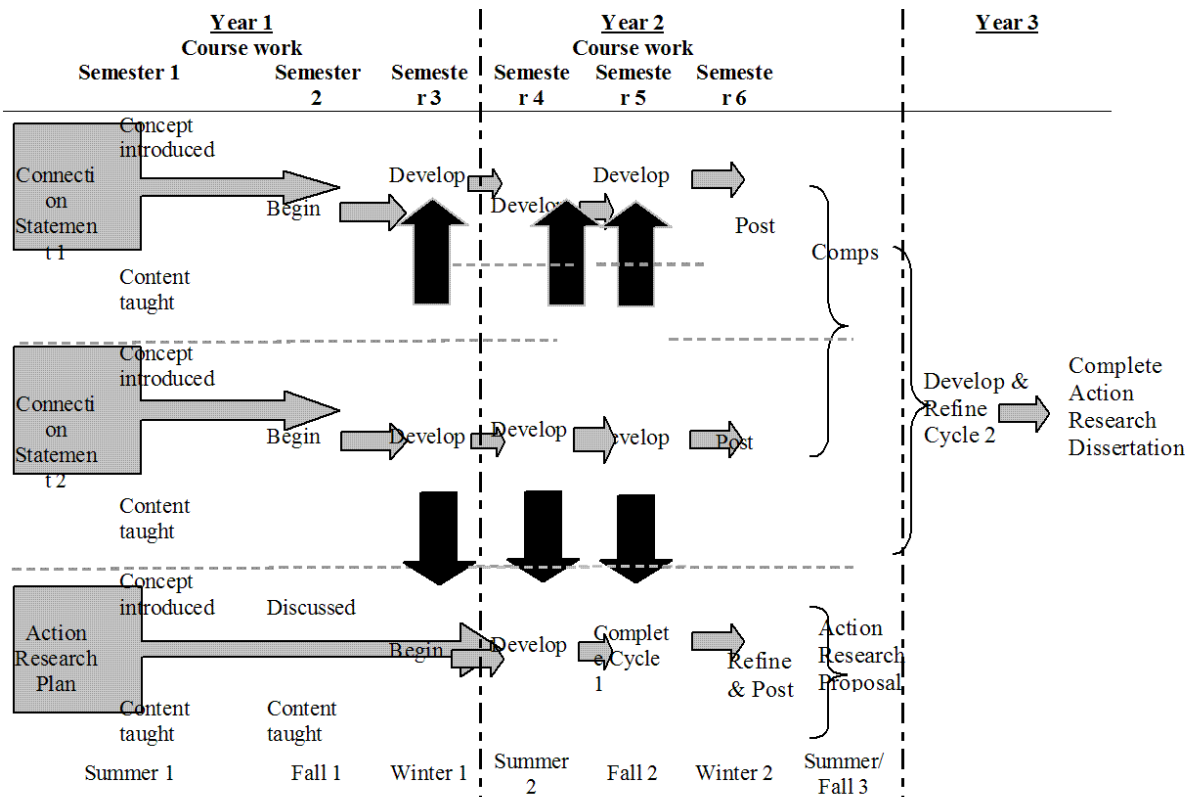 Year 1
Course work
Year 2
Course work
Year 3
Semester 1
Semester
2
Semeste
r 3
Semeste
r 4
Semeste
r 5
Semeste
r 6
Connecti
on
Statemen
t 1
Concept
introduced
Content
taught
Begin
Develop
Develop
Develop
Post
Comps
Connecti
on
Statemen
t 2
Concept
introduced
Content
taught
Begin
Develop
Develop
evelop
Post
Develop &
Refine
Cycle 2
Complete
Action
Research
Dissertation
Action
Research
Plan
Concept
introduced
Content
taught
Discussed
Content
taught
Begin
Develop
Complet
e Cycle
1
Refine
& Post
Action
Research
Proposal
Summer 1
Fall 1
Winter 1
Summer
2
Fall 2
Winter 2
Summer/
Fall 3